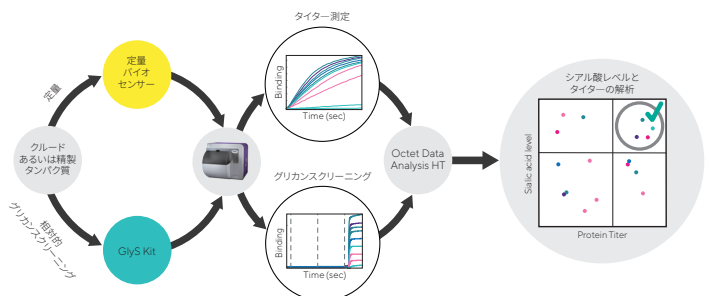 タイター測定
Binding
Time (sec)
定量
定量
バイオ
センサー
クルード
あるいは精製
タンパク質
相対的
グリカンスクリーニング
GlyS Kit
グリカンスクリーニング
Binding
Time (sec)
Octet Data
Analysis HT
シアル酸レベルと
タイターの解析
Sialic acid level
Protein Titer